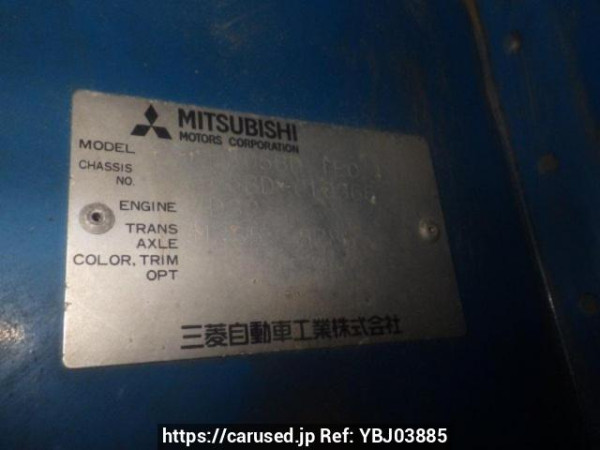 MITSUBISHI
MOTORS CORPORATION
MODEL
CHASSIS
NO.
ENGINE
TRANS
AXLE
COLOR, TRIM
OPT
三菱自動車工業株式会社
https://carused.jp Ref: YBJ03885